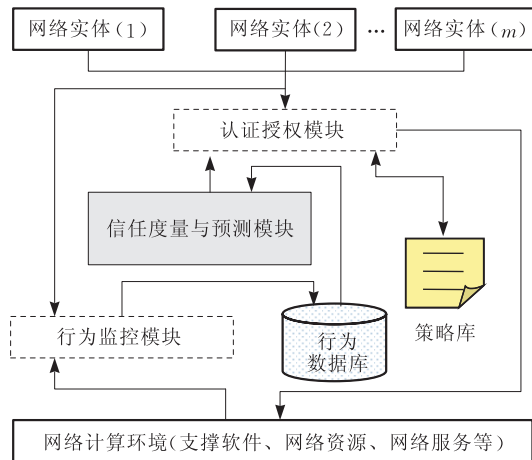 网络实体(1)
网络实体(2)
…
网络实体(m)
认证授权模块
信任度量与预测模块
策略库
行为监控模块
行为
数据库
网络计算环境(支撑软件、网络资源、网络服务等)